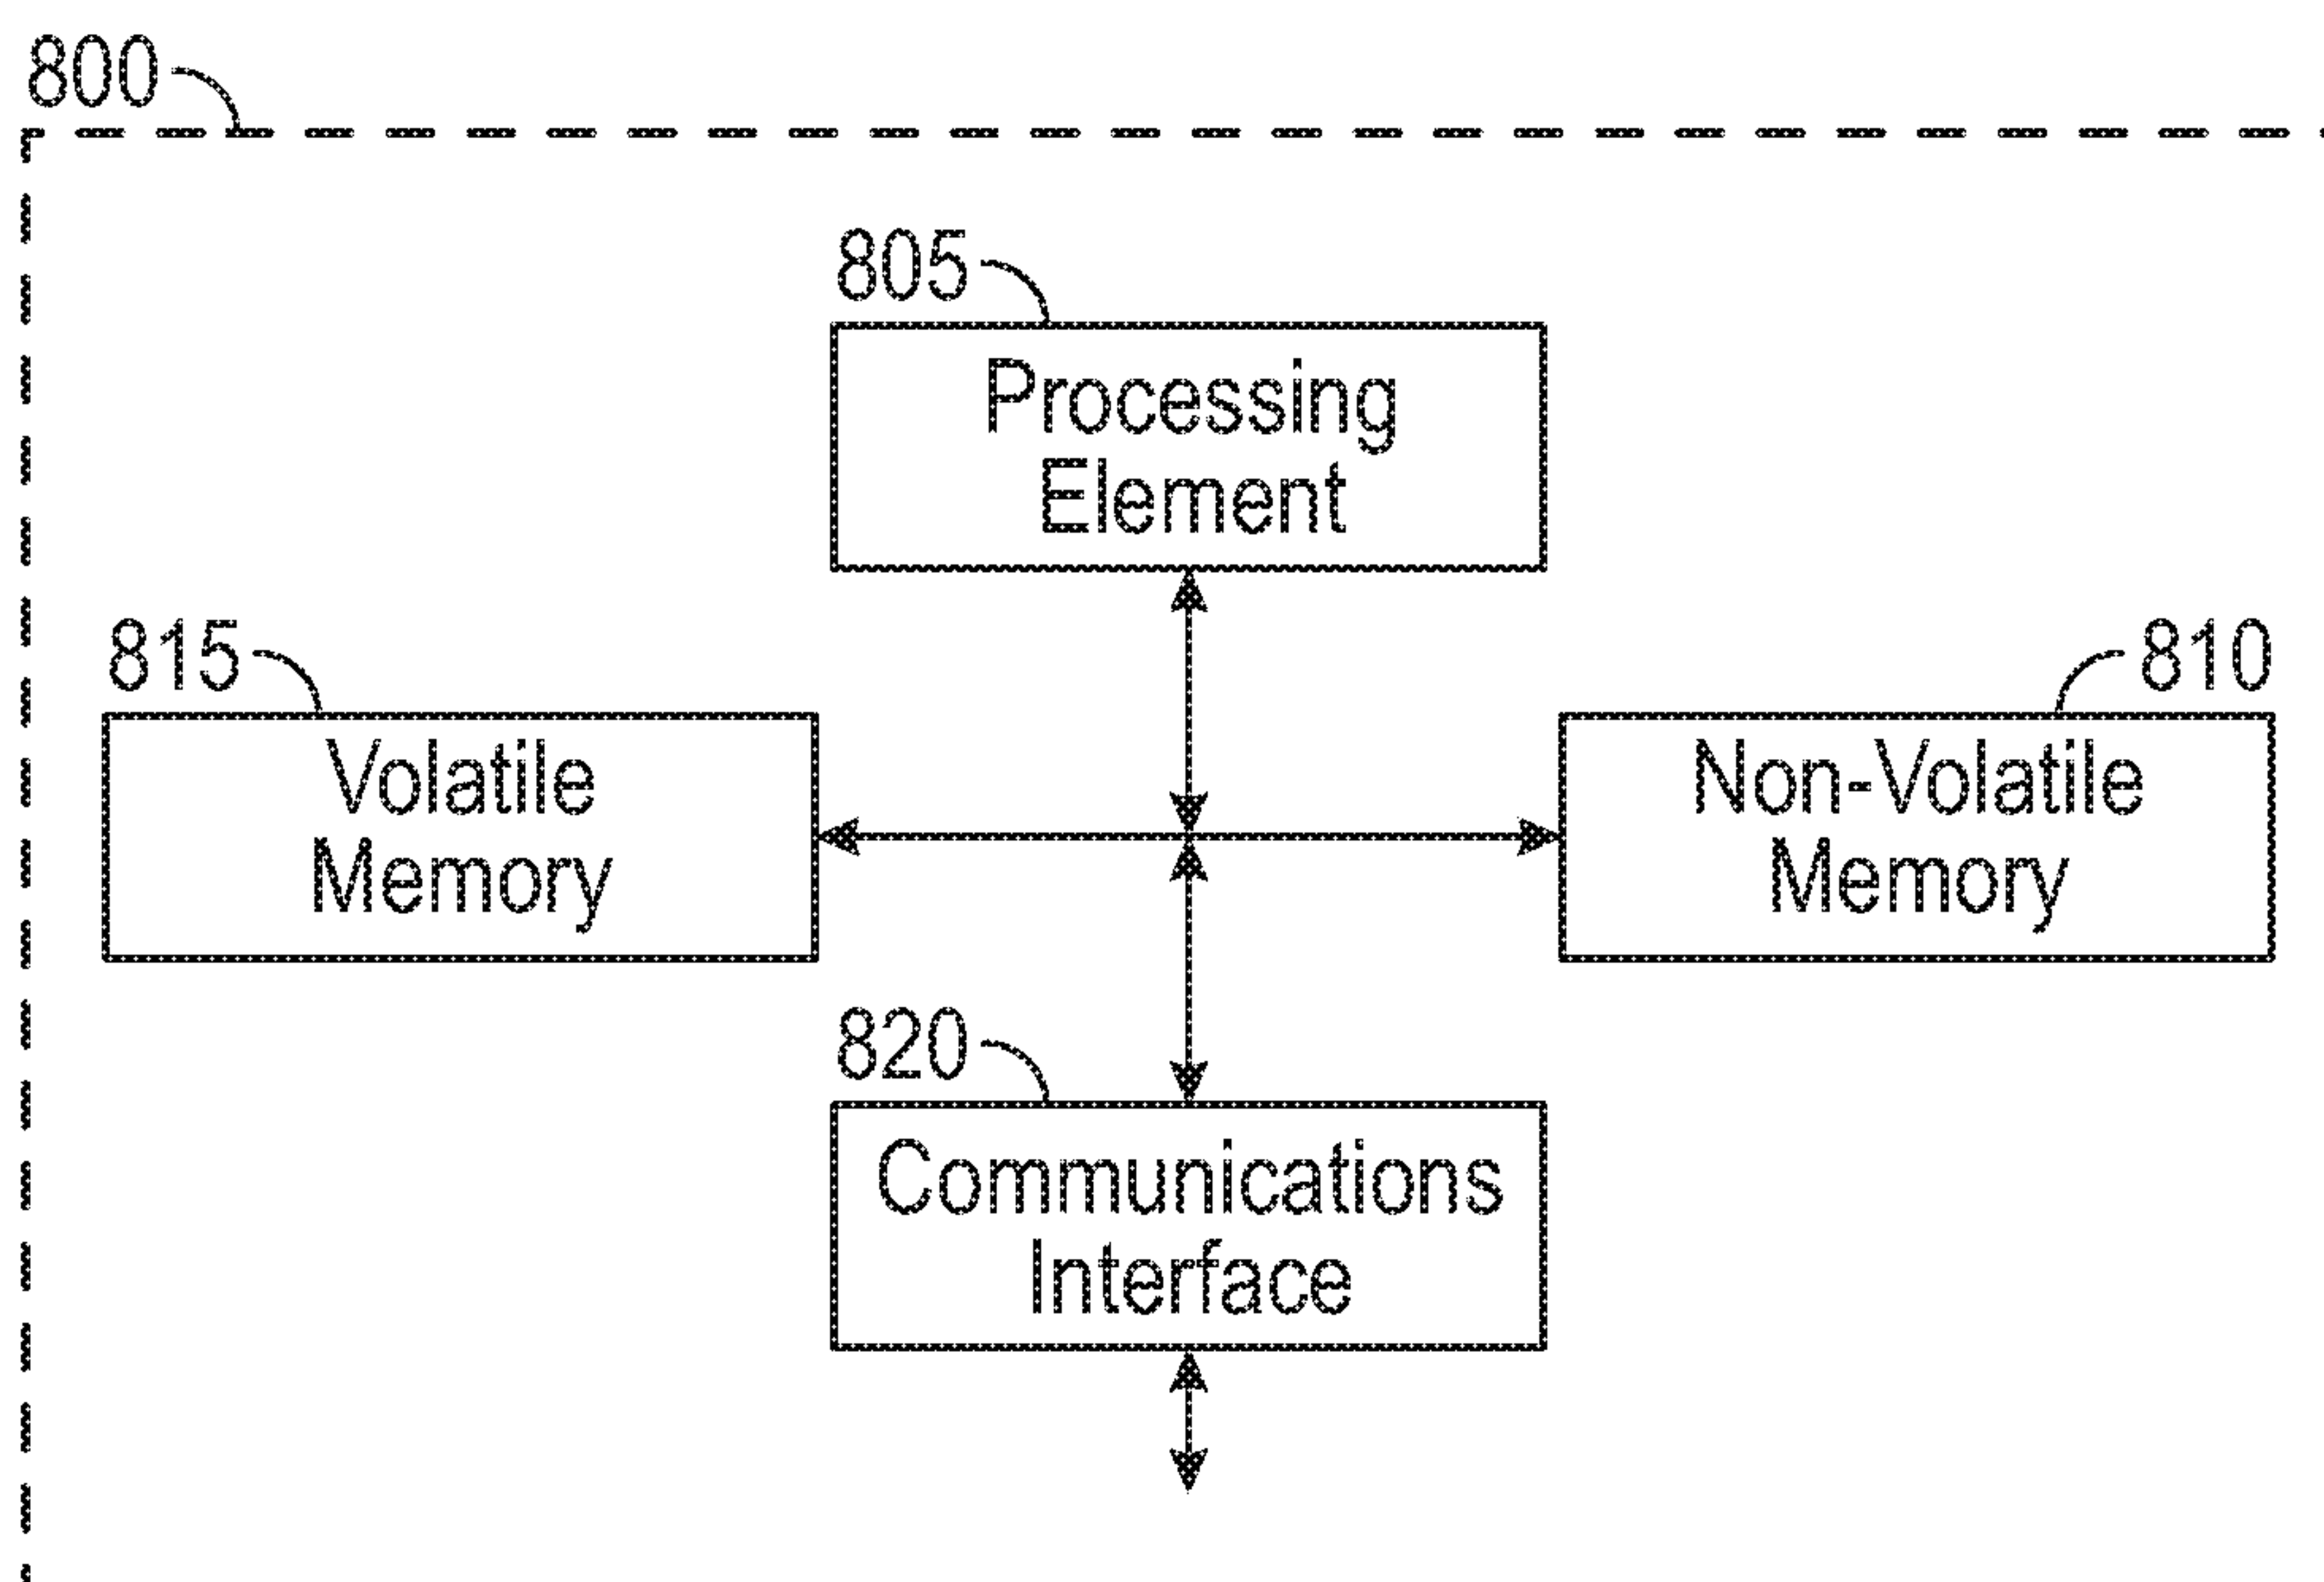 800
805
Processing
Element
815
Volatile
Memory
810
Non-Volatile
Memory
820
Communications
Interface